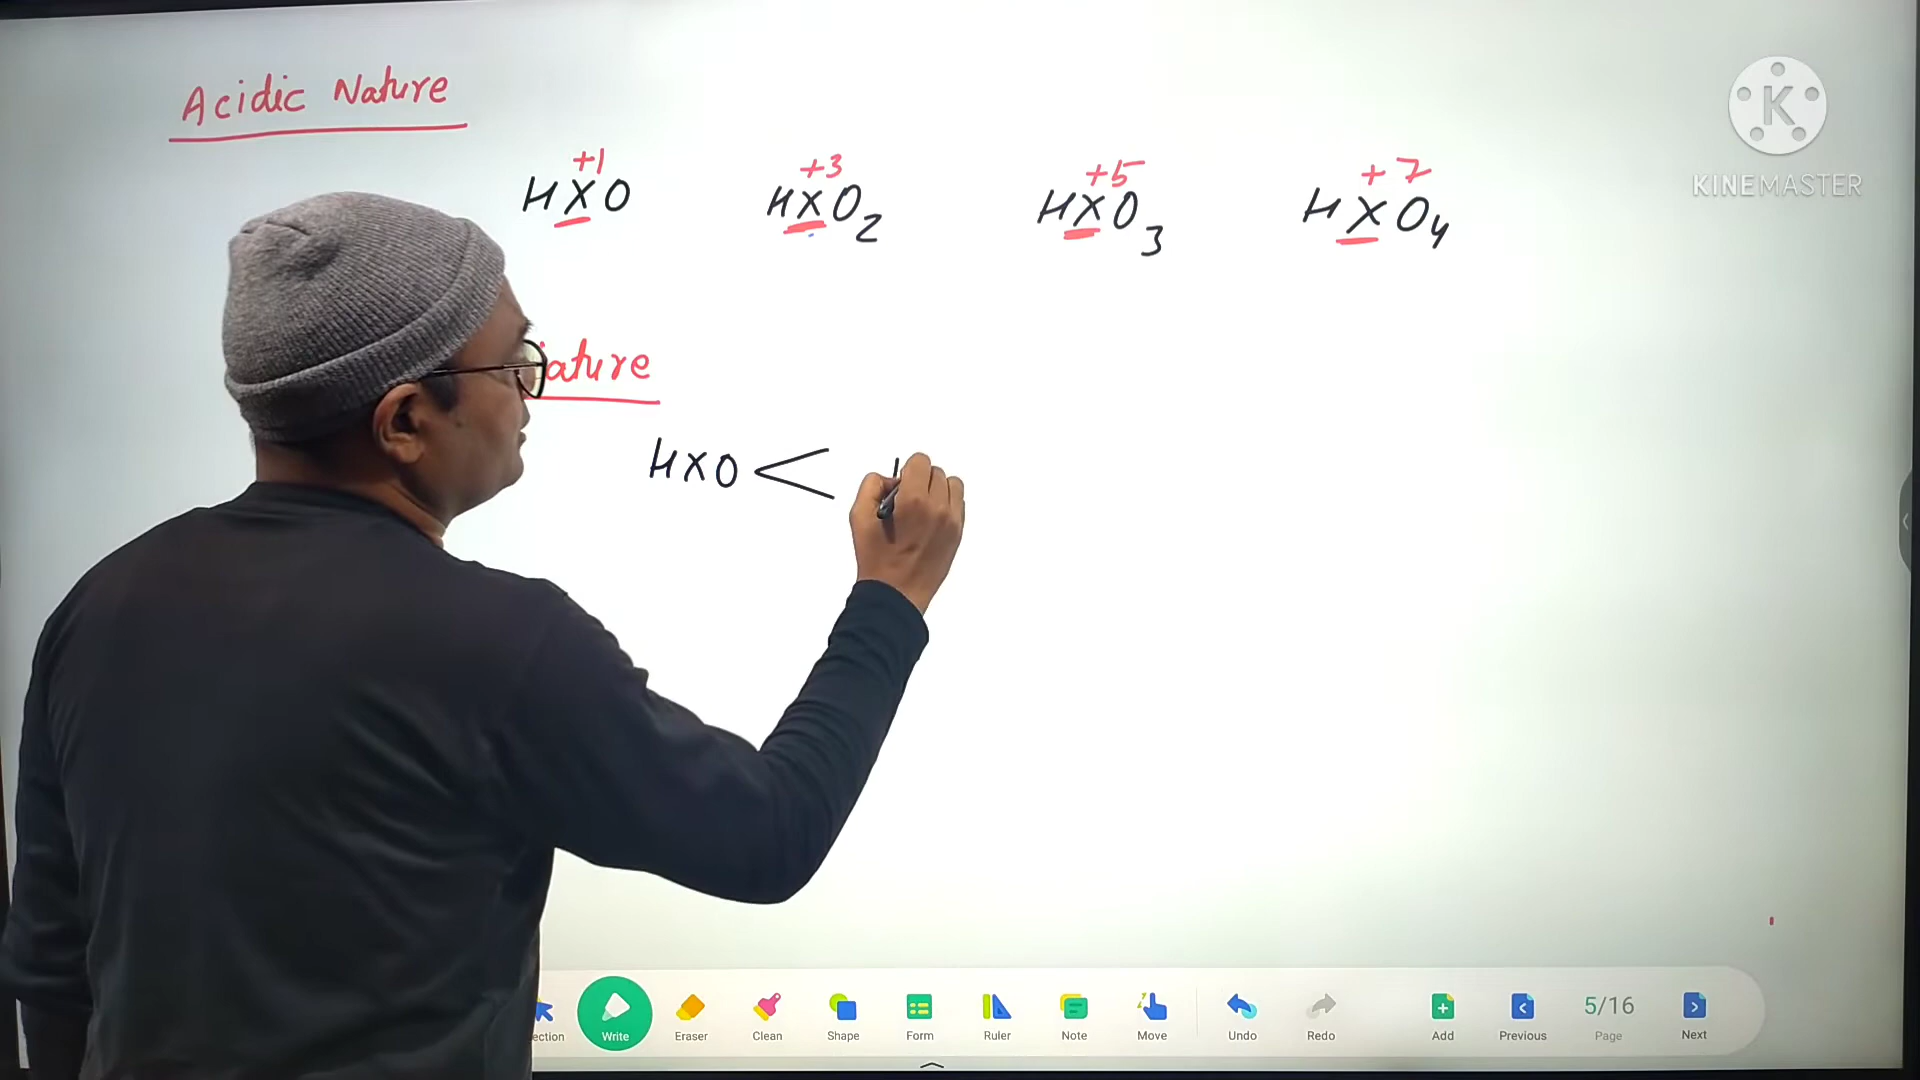 Acidic Nature
+1 +3 +5 +7
HXO HXO2 HXO3 HXO4
K
KINEMASTER
ature
HXO <
ection Write Eraser Clean Shape Form Ruler Note Move Undo Redo Add Previous 5/16 Page Next